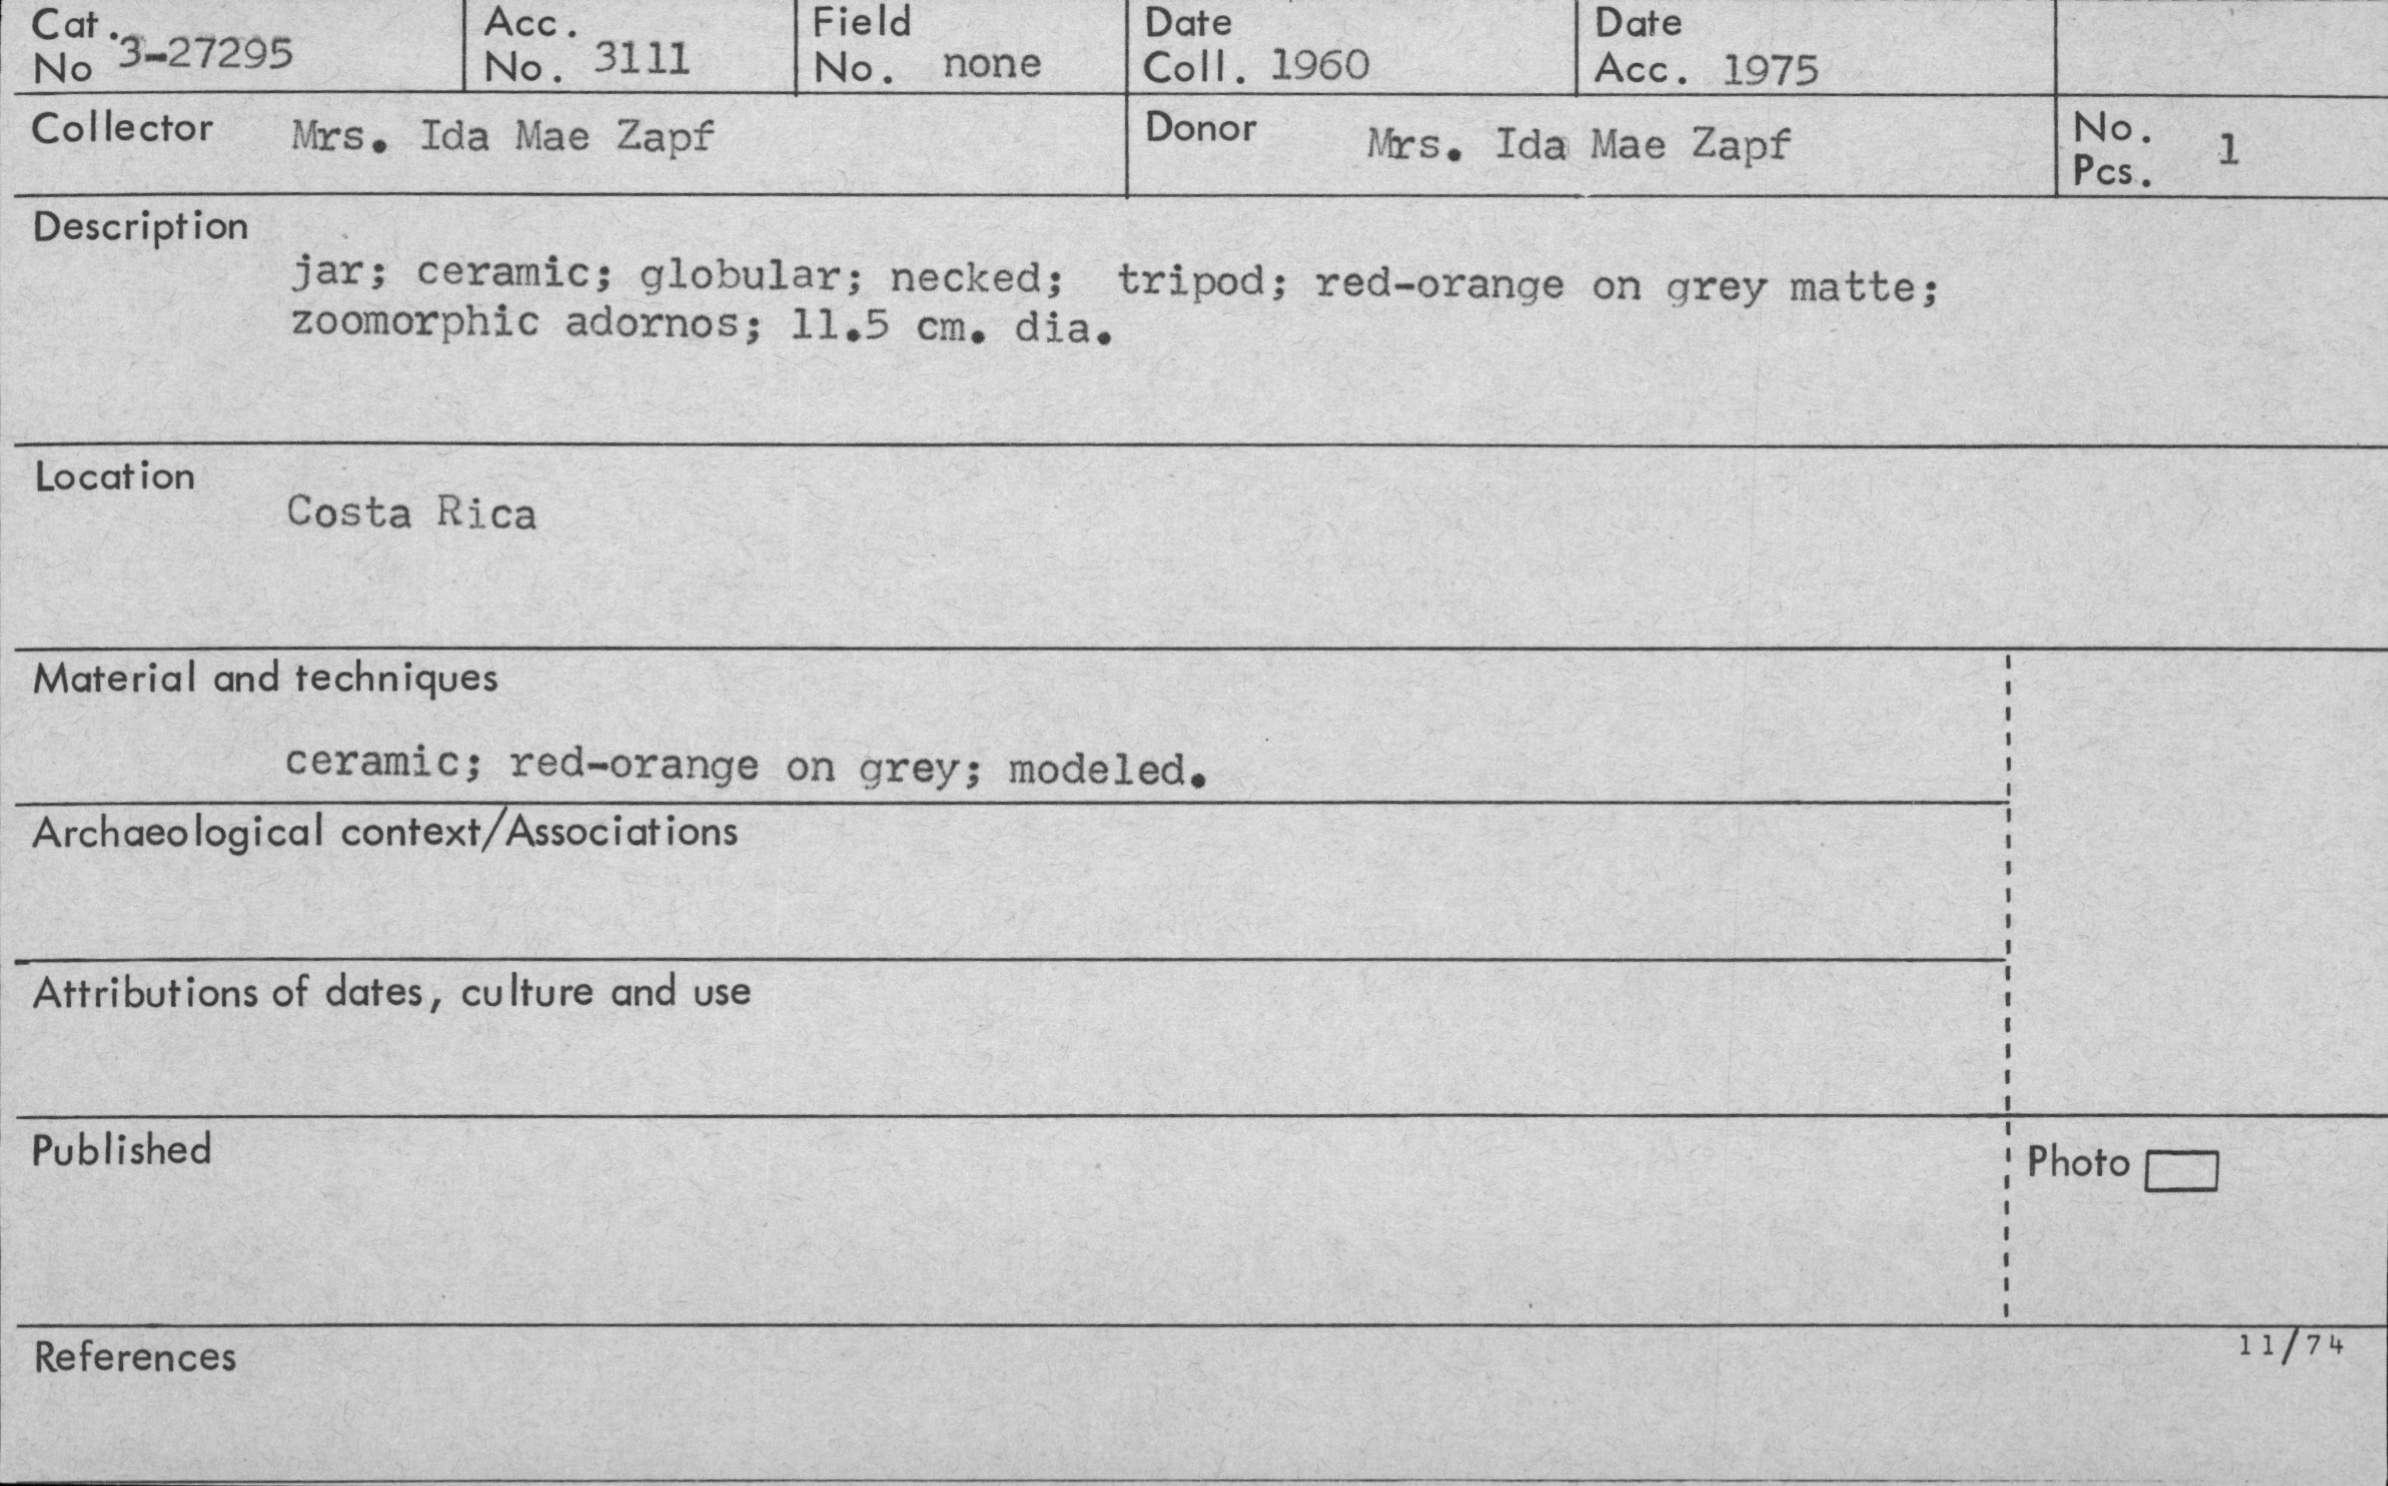 Cat. No 3-27295
Acc. No. 3111
Field No. none
Date Coll. 1960
Date Acc. 1975
Collector Mrs. Ida Mae Zapf
Donor Mrs. Ida Mae Zapf
No. Pcs. 1
Description
jar; ceramic; globular; necked; tripod; red-orange on grey matte;
zoomorphic adornos; 11.5 cm. dia.
Location
Costa Rica
Material and techniques
ceramic; red-orange on grey; modeled.
Archaeological context/Associations
Attributions of dates, culture and use
Published
Photo
References
11/74